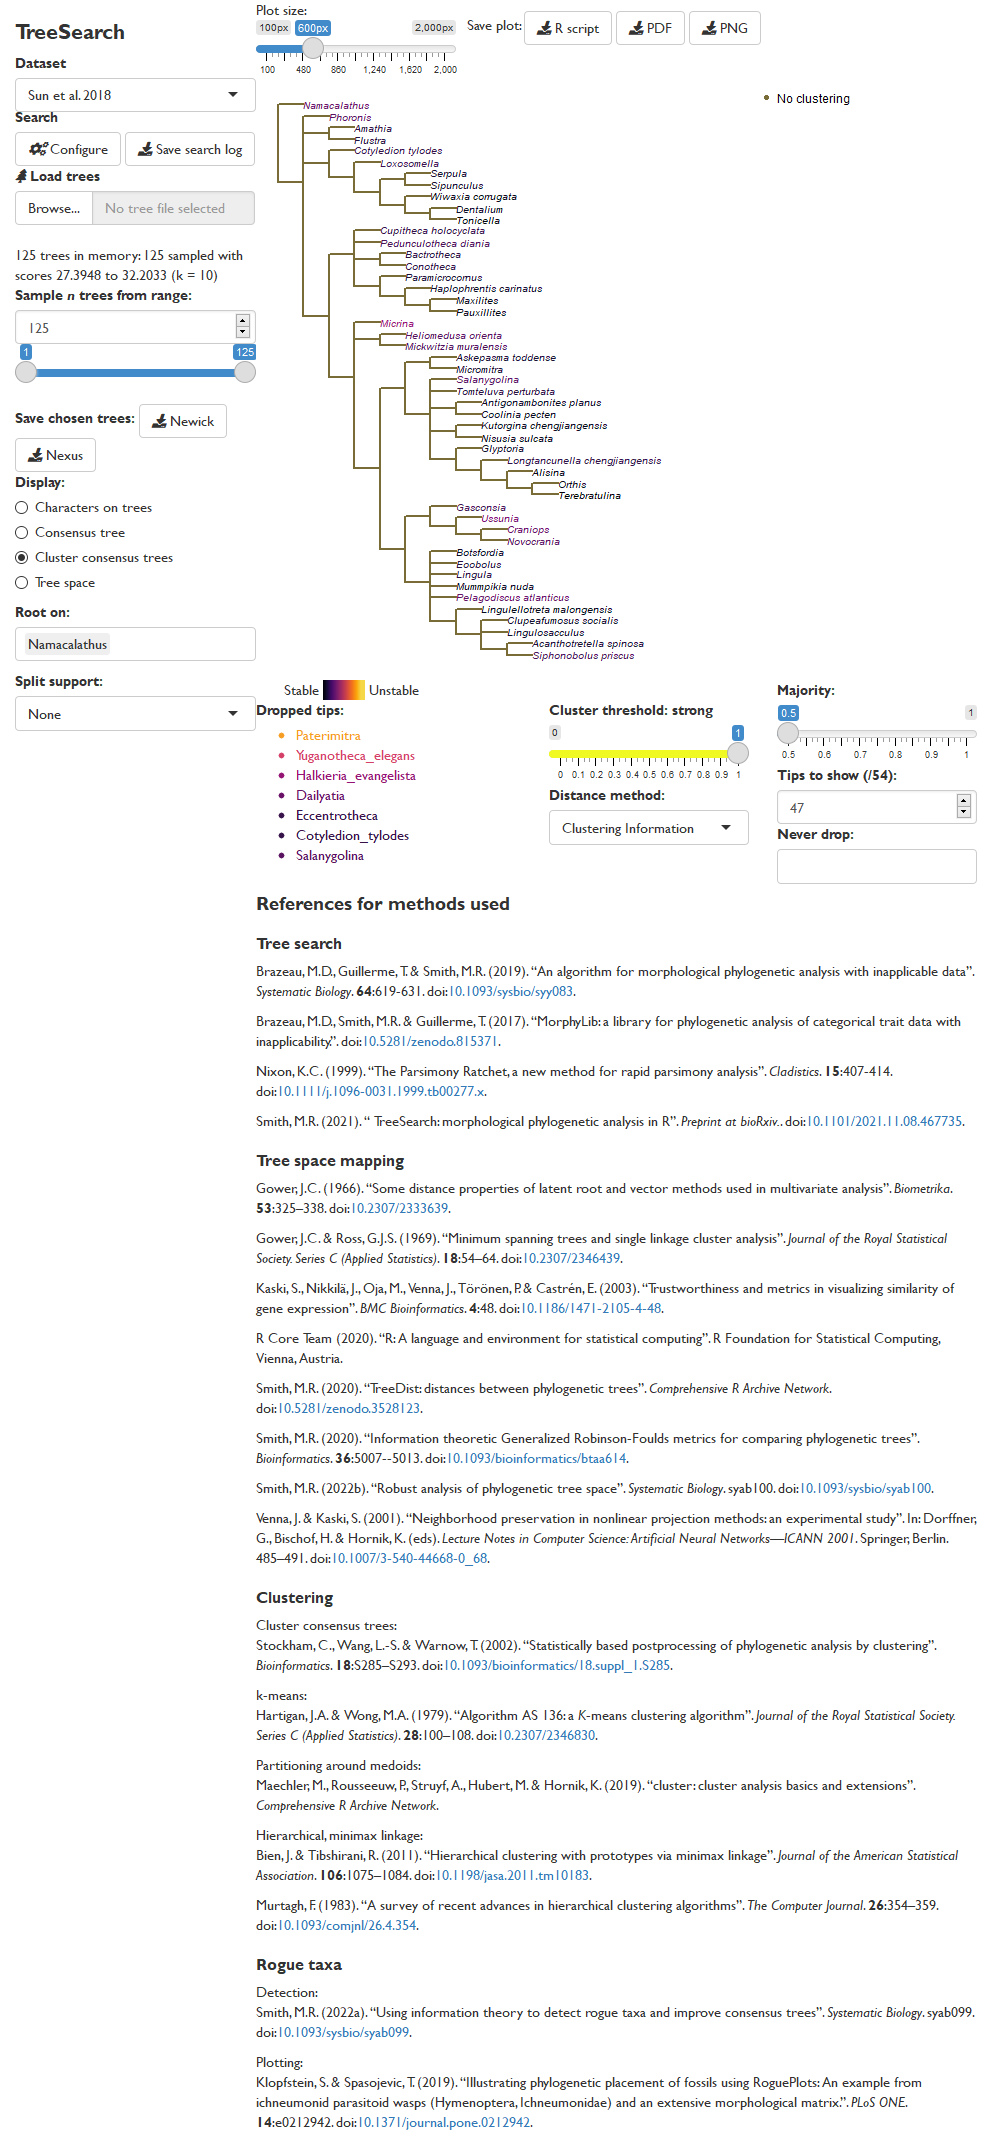 TreeSearch
Dataset
Sun et al. 2018
Search
Configure
Save search log
Load trees
Browse...
No tree file selected
125 trees in memory: 125 sampled with
scores 27.3948 to 32.2033 (k = 10)
Sample n trees from range:
125
1
125
Save chosen trees:
Newick
Nexus
Display:
Characters on trees
Consensus tree
Cluster consensus trees
Tree space
Root on:
Namacalathus
Split support:
None
Plot size:
100px 600px 2,000px
100 480 860 1,240 1,620 2,000
Save plot:
R script
PDF
PNG
No clustering
Namacalathus
Phoronis
Amathia
Flustra
Cotyledion tylodes
Loxosomella
Serpula
Sipunculus
Wiwaxia corrugata
Dentalium
Tonicella
Cupitheca holocyclata
Pedunculotheca diania
Bactrotheca
Conotheca
Paramicrocornus
Haplophrentis carinatus
Maxilites
Pauxillites
Micrina
Heliomedusa orienta
Mickwitzia muralensis
Askepasma toddense
Micromitra
Salanygolina
Tomteluva perturbata
Antigonambonites planus
Coolinia pecten
Kutorgina chengjiangensis
Nisusia sulcata
Glyptoria
Longtancunella chengjiangensis
Alisina
Orthis
Terebratulina
Gasconsia
Ussunia
Craniops
Novocrania
Botsfordia
Eoobolus
Lingula
Mummpikia nuda
Pelagodiscus atlanticus
Lingulellotreta malongensis
Clupeafumosus socialis
Lingulosacculus
Acanthotretella spinosa
Siphonobolus priscus
Stable Unstable
Dropped tips:
Paterimitra
Yuganotheca_elegans
Halkieria_evangelista
Dailyatia
Eccentrotheca
Cotyledion_tylodes
Salanygolina
Cluster threshold: strong
0 1
0 0.1 0.2 0.3 0.4 0.5 0.6 0.7 0.8 0.9 1
Distance method:
Clustering Information
Majority:
0.5 1
0.5 0.6 0.7 0.8 0.9 1
Tips to show (/54):
47
Never drop:
References for methods used
Tree search
Brazeau, M.D., Guillerme, T. & Smith, M.R. (2019). “An algorithm for morphological phylogenetic analysis with inapplicable data”.
Systematic Biology. 64:619-631. doi:10.1093/sysbio/syy083.
Brazeau, M.D., Smith, M.R. & Guillerme, T. (2017). “MorphyLib: a library for phylogenetic analysis of categorical trait data with
inapplicability.”. doi:10.5281/zenodo.815371.
Nixon, K.C. (1999). “The Parsimony Ratchet, a new method for rapid parsimony analysis”. Cladistics. 15:407-414.
doi:10.1111/j.1096-0031.1999.tb00277.x.
Smith, M.R. (2021). “ TreeSearch: morphological phylogenetic analysis in R”. Preprint at bioRxiv.. doi:10.1101/2021.11.08.467735.
Tree space mapping
Gower, J.C. (1966). “Some distance properties of latent root and vector methods used in multivariate analysis”. Biometrika.
53:325–338. doi:10.2307/2333639.
Gower, J.C. & Ross, G.J.S. (1969). “Minimum spanning trees and single linkage cluster analysis”. Journal of the Royal Statistical
Society. Series C (Applied Statistics). 18:54–64. doi:10.2307/2346439.
Kaski, S., Nikkilä, J., Oja, M., Venna, J., Törönen, P. & Castrén, E. (2003). “Trustworthiness and metrics in visualizing similarity of
gene expression”. BMC Bioinformatics. 4:48. doi:10.1186/1471-2105-4-48.
R Core Team (2020). “R: A language and environment for statistical computing”. R Foundation for Statistical Computing,
Vienna, Austria.
Smith, M.R. (2020). “TreeDist: distances between phylogenetic trees”. Comprehensive R Archive Network.
doi:10.5281/zenodo.3528123.
Smith, M.R. (2020). “Information theoretic Generalized Robinson-Foulds metrics for comparing phylogenetic trees”.
Bioinformatics. 36:5007--5013. doi:10.1093/bioinformatics/btaa614.
Smith, M.R. (2022b). “Robust analysis of phylogenetic tree space”. Systematic Biology. syab100. doi:10.1093/sysbio/syab100.
Venna, J. & Kaski, S. (2001). “Neighborhood preservation in nonlinear projection methods: an experimental study”. In: Dorffner,
G., Bischof, H. & Hornik, K. (eds). Lecture Notes in Computer Science: Artificial Neural Networks—ICANN 2001. Springer, Berlin.
485–491. doi:10.1007/3-540-44668-0_68.
Clustering
Cluster consensus trees:
Stockham, C., Wang, L.-S. & Warnow, T. (2002). “Statistically based postprocessing of phylogenetic analysis by clustering”.
Bioinformatics. 18:S285–S293. doi:10.1093/bioinformatics/18.suppl_1.S285.
k-means:
Hartigan, J.A. & Wong, M.A. (1979). “Algorithm AS 136: a K-means clustering algorithm”. Journal of the Royal Statistical Society.
Series C (Applied Statistics). 28:100–108. doi:10.2307/2346830.
Partitioning around medoids:
Maechler, M., Rousseeuw, P., Struyf, A., Hubert, M. & Hornik, K. (2019). “cluster: cluster analysis basics and extensions”.
Comprehensive R Archive Network.
Hierarchical, minimax linkage:
Bien, J. & Tibshirani, R. (2011). “Hierarchical clustering with prototypes via minimax linkage”. Journal of the American Statistical
Association. 106:1075–1084. doi:10.1198/jasa.2011.tm10183.
Murtagh, F. (1983). “A survey of recent advances in hierarchical clustering algorithms”. The Computer Journal. 26:354–359.
doi:10.1093/comjnl/26.4.354.
Rogue taxa
Detection:
Smith, M.R. (2022a). “Using information theory to detect rogue taxa and improve consensus trees”. Systematic Biology. syab099.
doi:10.1093/sysbio/syab099.
Plotting:
Klopfstein, S. & Spasojevic, T. (2019). “Illustrating phylogenetic placement of fossils using RoguePlots: An example from
ichneumonid parasitoid wasps (Hymenoptera, Ichneumonidae) and an extensive morphological matrix.”. PLoS ONE.
14:e0212942. doi:10.1371/journal.pone.0212942.